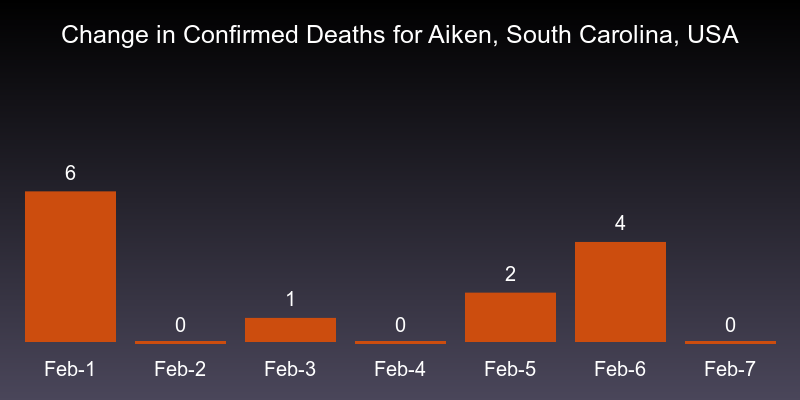 Change in Confirmed Deaths for Aiken, South Carolina, USA
6
0
1
0
2
4
0
Feb-1
Feb-2
Feb-3
Feb-4
Feb-5
Feb-6
Feb-7